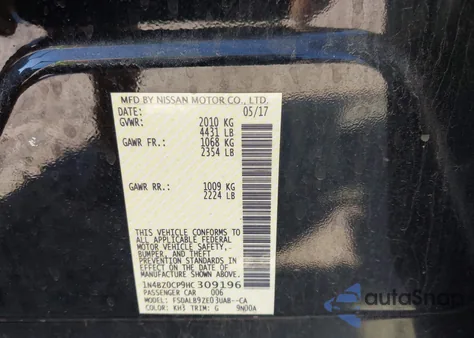 MFD BY NISSAN MOTOR CO., LTD.
DATE: 05/17
GVWR: 2010 KG
4431 LB
GAWR FR.: 1068 KG
2354 LB
GAWR RR.: 1009 KG
2224 LB
THIS VEHICLE CONFORMS TO
ALL APPLICABLE FEDERAL
MOTOR VEHICLE SAFETY,
BUMPER, AND THEFT
PREVENTION STANDARDS IN
EFFECT ON THE DATE OF
MANUFACTURE SHOWN ABOVE.
1N4BZ0CP9HC 309196
PASSENGER CAR 006
MODEL: FSDALB9ZE03UAB--CA
COLOR: KH3 TRIM: G 9N00A
autoSnap